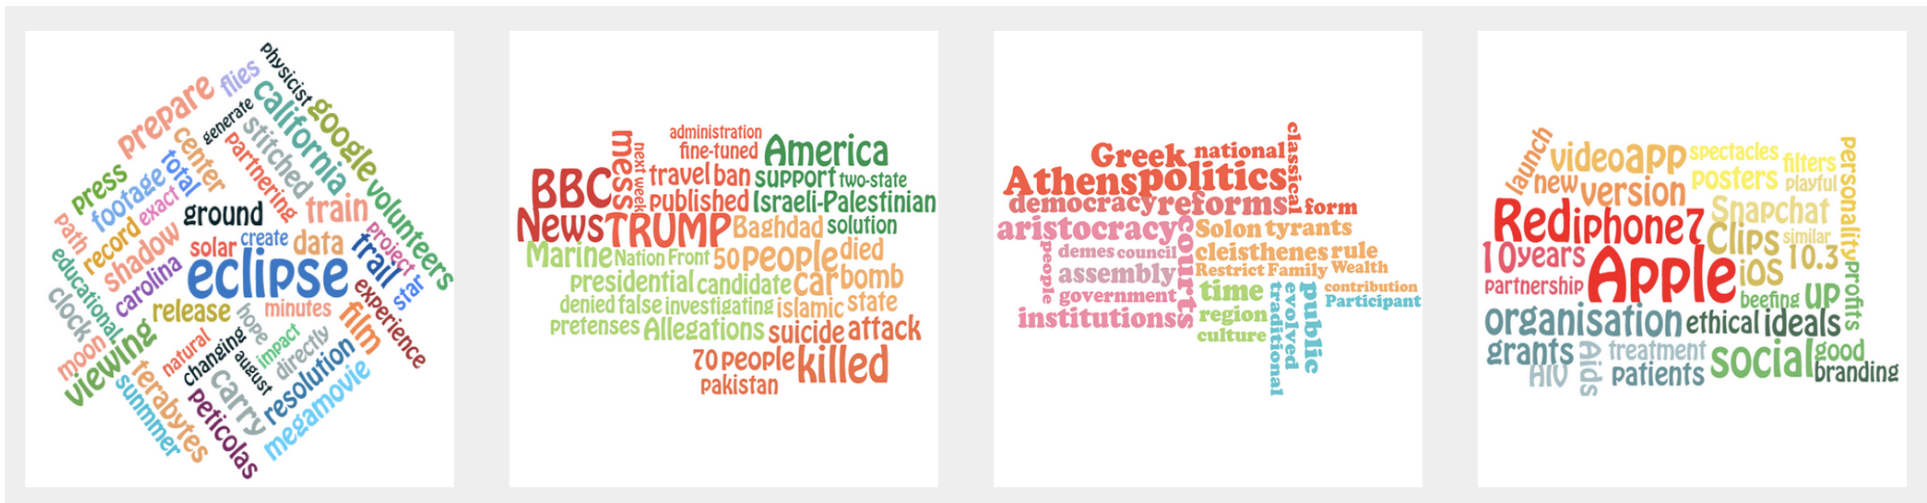 physicist
flies
prepare
generate
california
google
center
stitched
partnering
total
press
footage
exact
volunteers
path
record
ground
train
shadow
solar
create
data
project
trail
educational
carolina
eclipse
star
clock
release
hope
minutes
experience
moon
viewing
natural
changing
impact
directly
film
august
summer
terabytes
carry
resolution
peticolas
megamovie
administration
mess
next week
fine-tuned
America
BBC
travel ban
support
two-state
published
Israeli-Palestinian
News
TRUMP
Baghdad
solution
Marine
Nation Front
50 people
died
presidential
candidate
car
bomb
denied
false
investigating
islamic
state
pretenses
Allegations
suicide
attack
70 people
killed
pakistan
classical
Greek
national
Athens
politics
democracy
reforms
form
aristocracy
courts
Solon
tyrants
people
demes
council
cleisthenes
rule
assembly
Restrict
Family
Wealth
government
time
traditional
evolved
public
contribution
Participant
institutions
region
culture
launch
video
app
spectacles
filters
personality
new
version
posters
playful
Red
iphone7
Snapchat
Clips
similar
10years
Apple
iOS
10.3
partnership
beefing
up
profits
organisation
ethical
ideals
grants
Aids
treatment
social
good
HIV
patients
branding